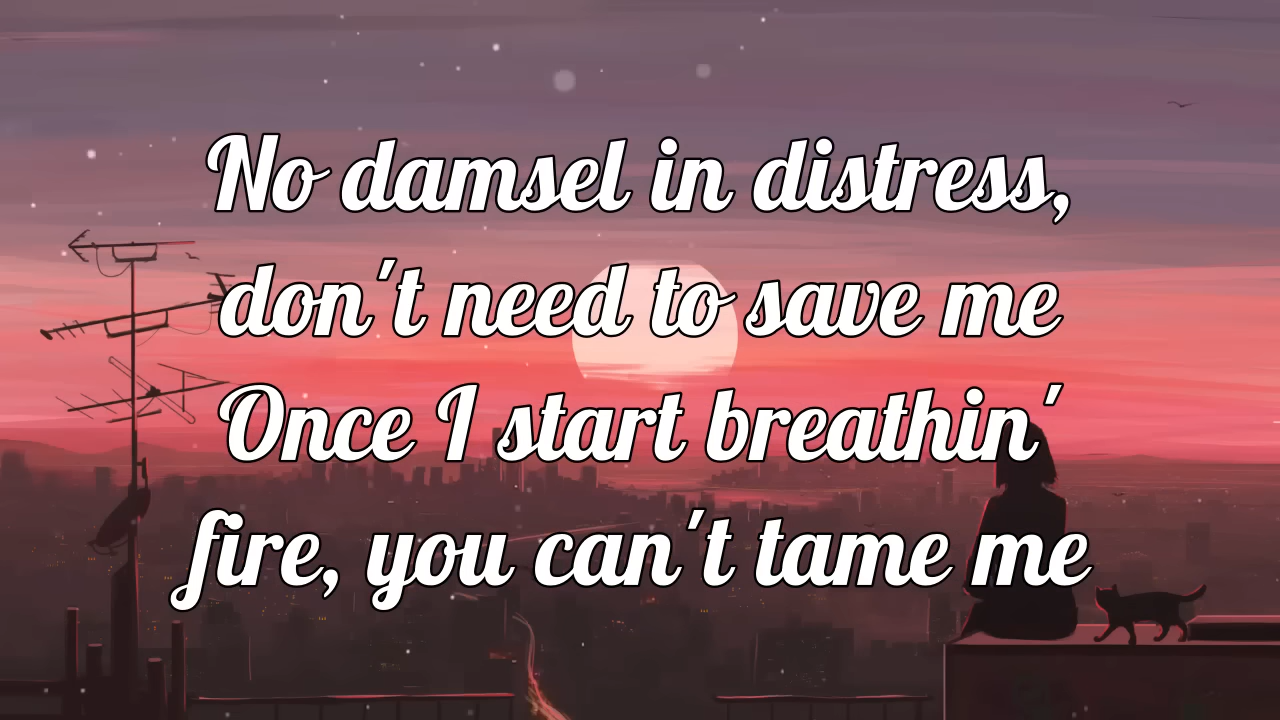 No damsel in distress,
don't need to save me
Once I start breathin'
fire, you can't tame me